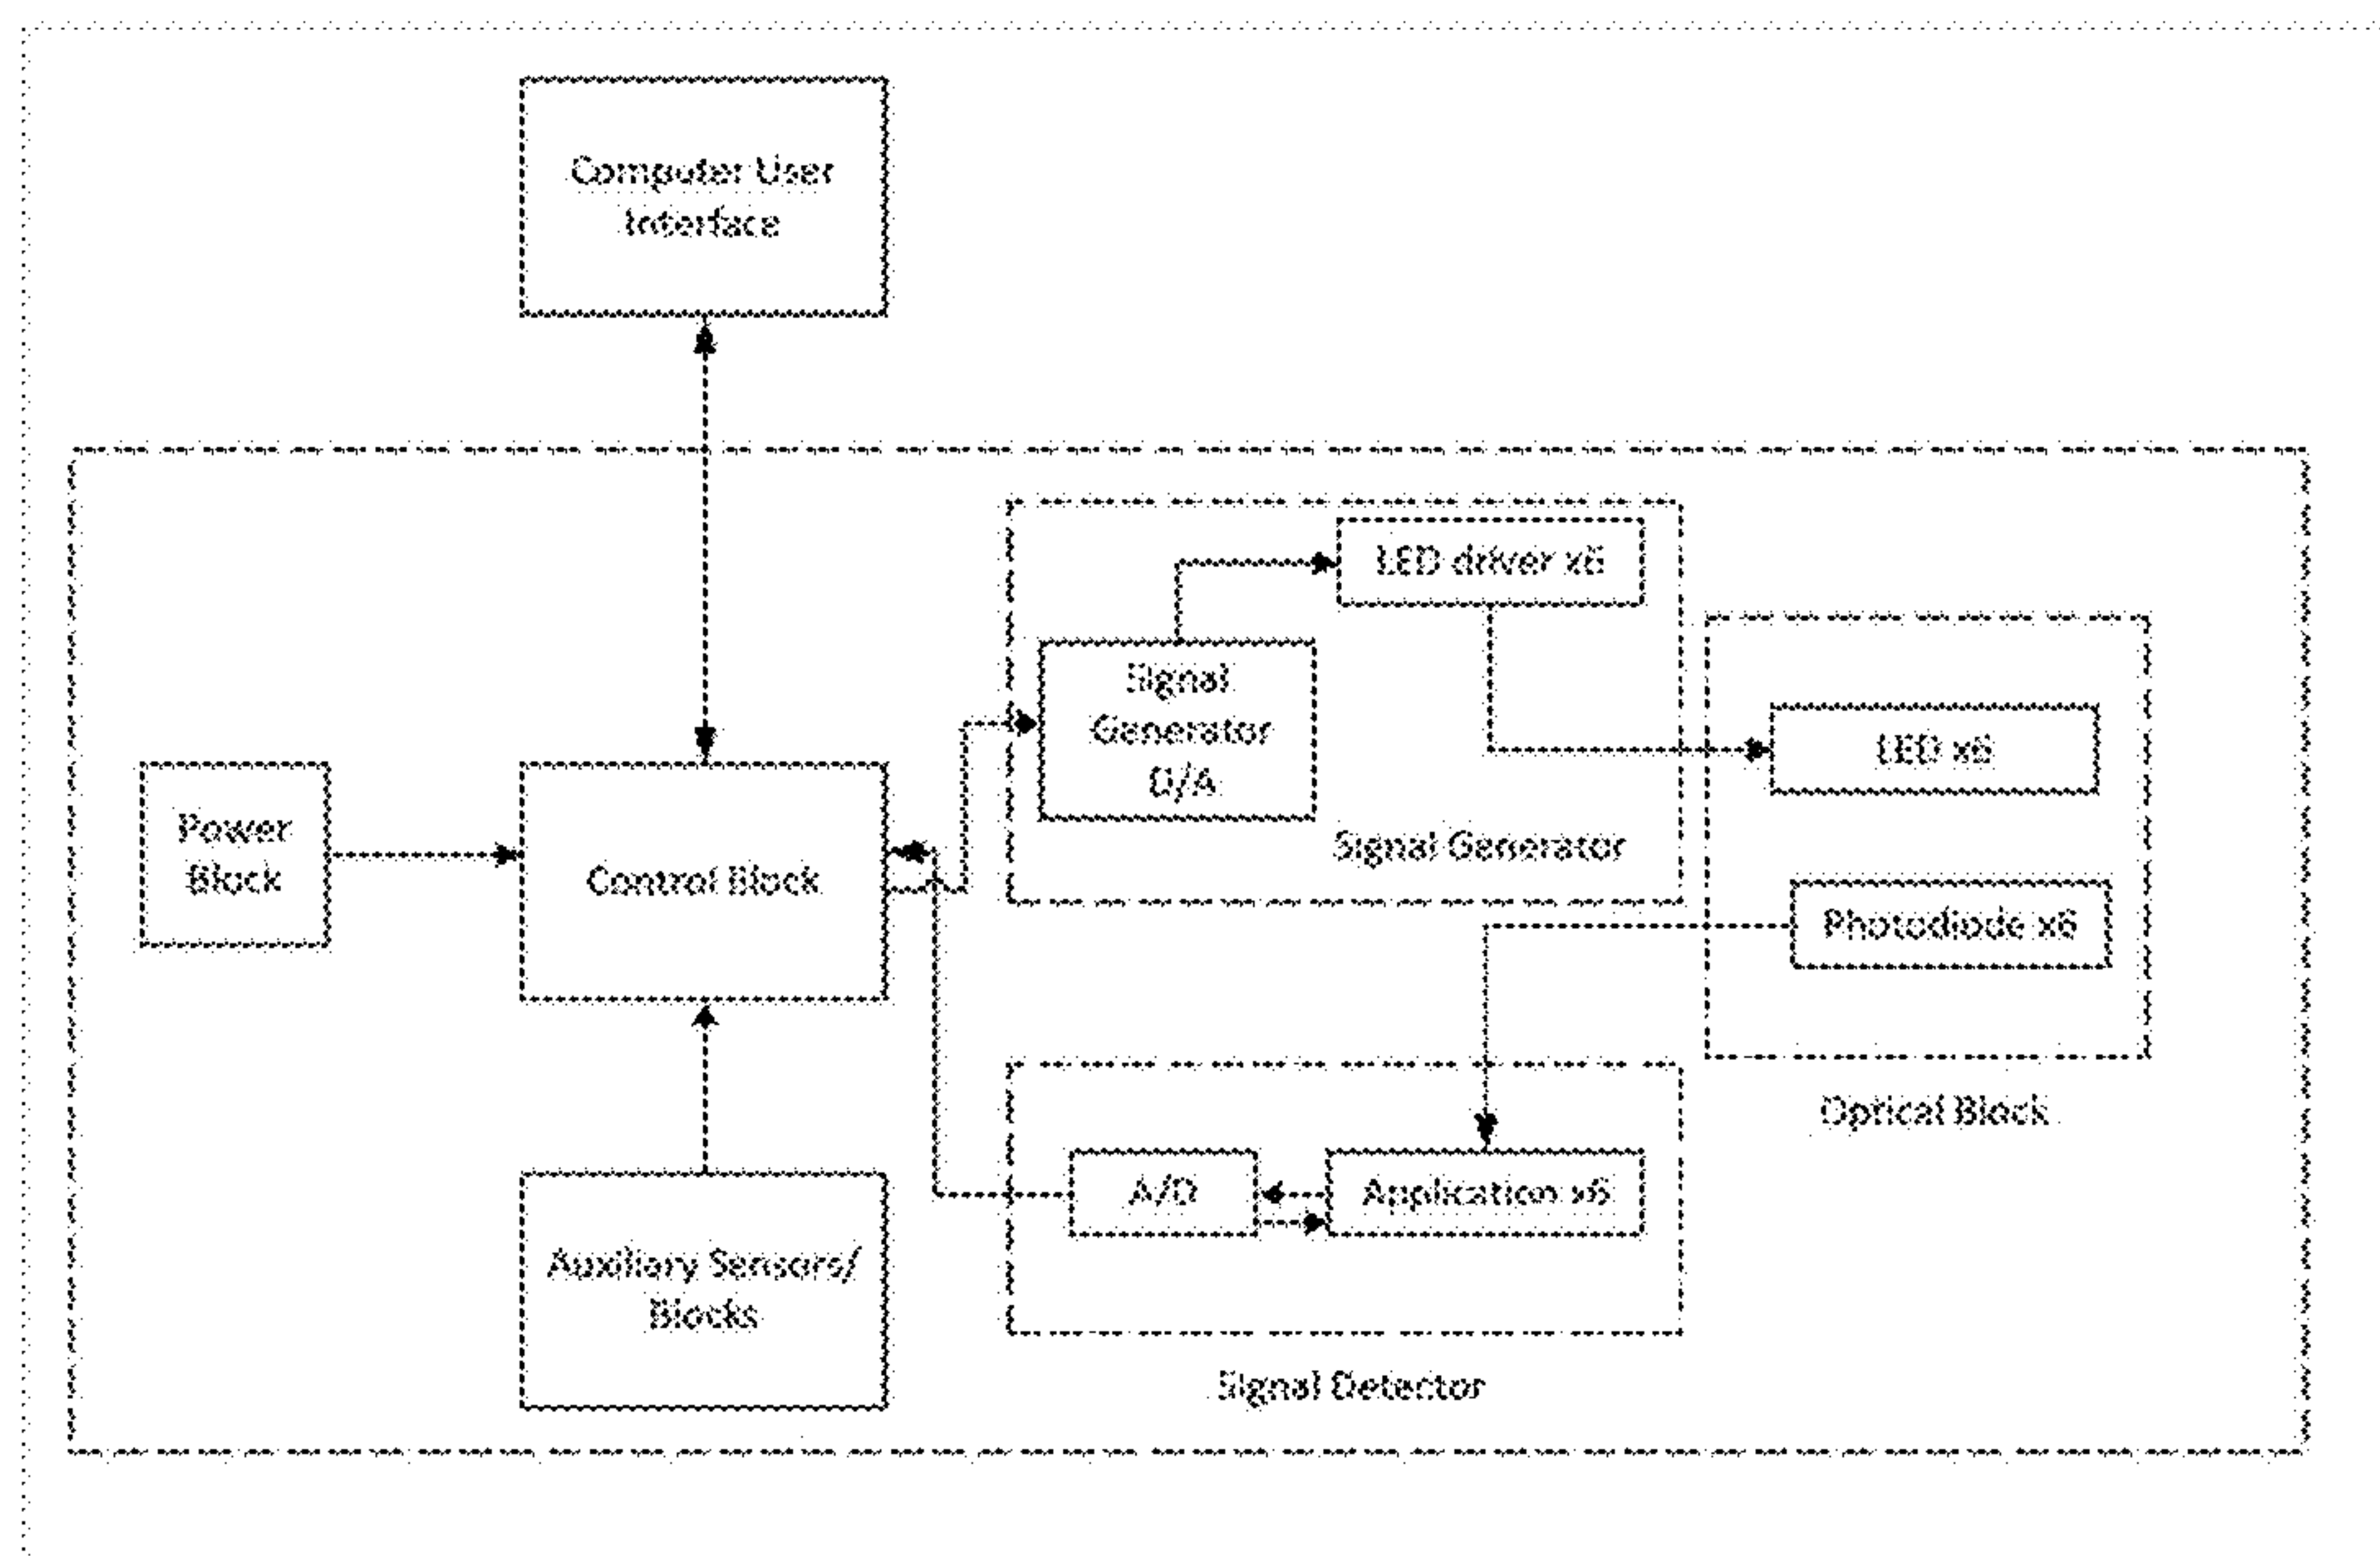 Computer User
Interface
LED driver x6
Signal
Generator
D/A
LED x6
Signal Generator
Power
Block
Control Block
Photodiode x6
Optical Block
A/D
Application x6
Auxiliary Sensors/
Blocks
Signal Detector